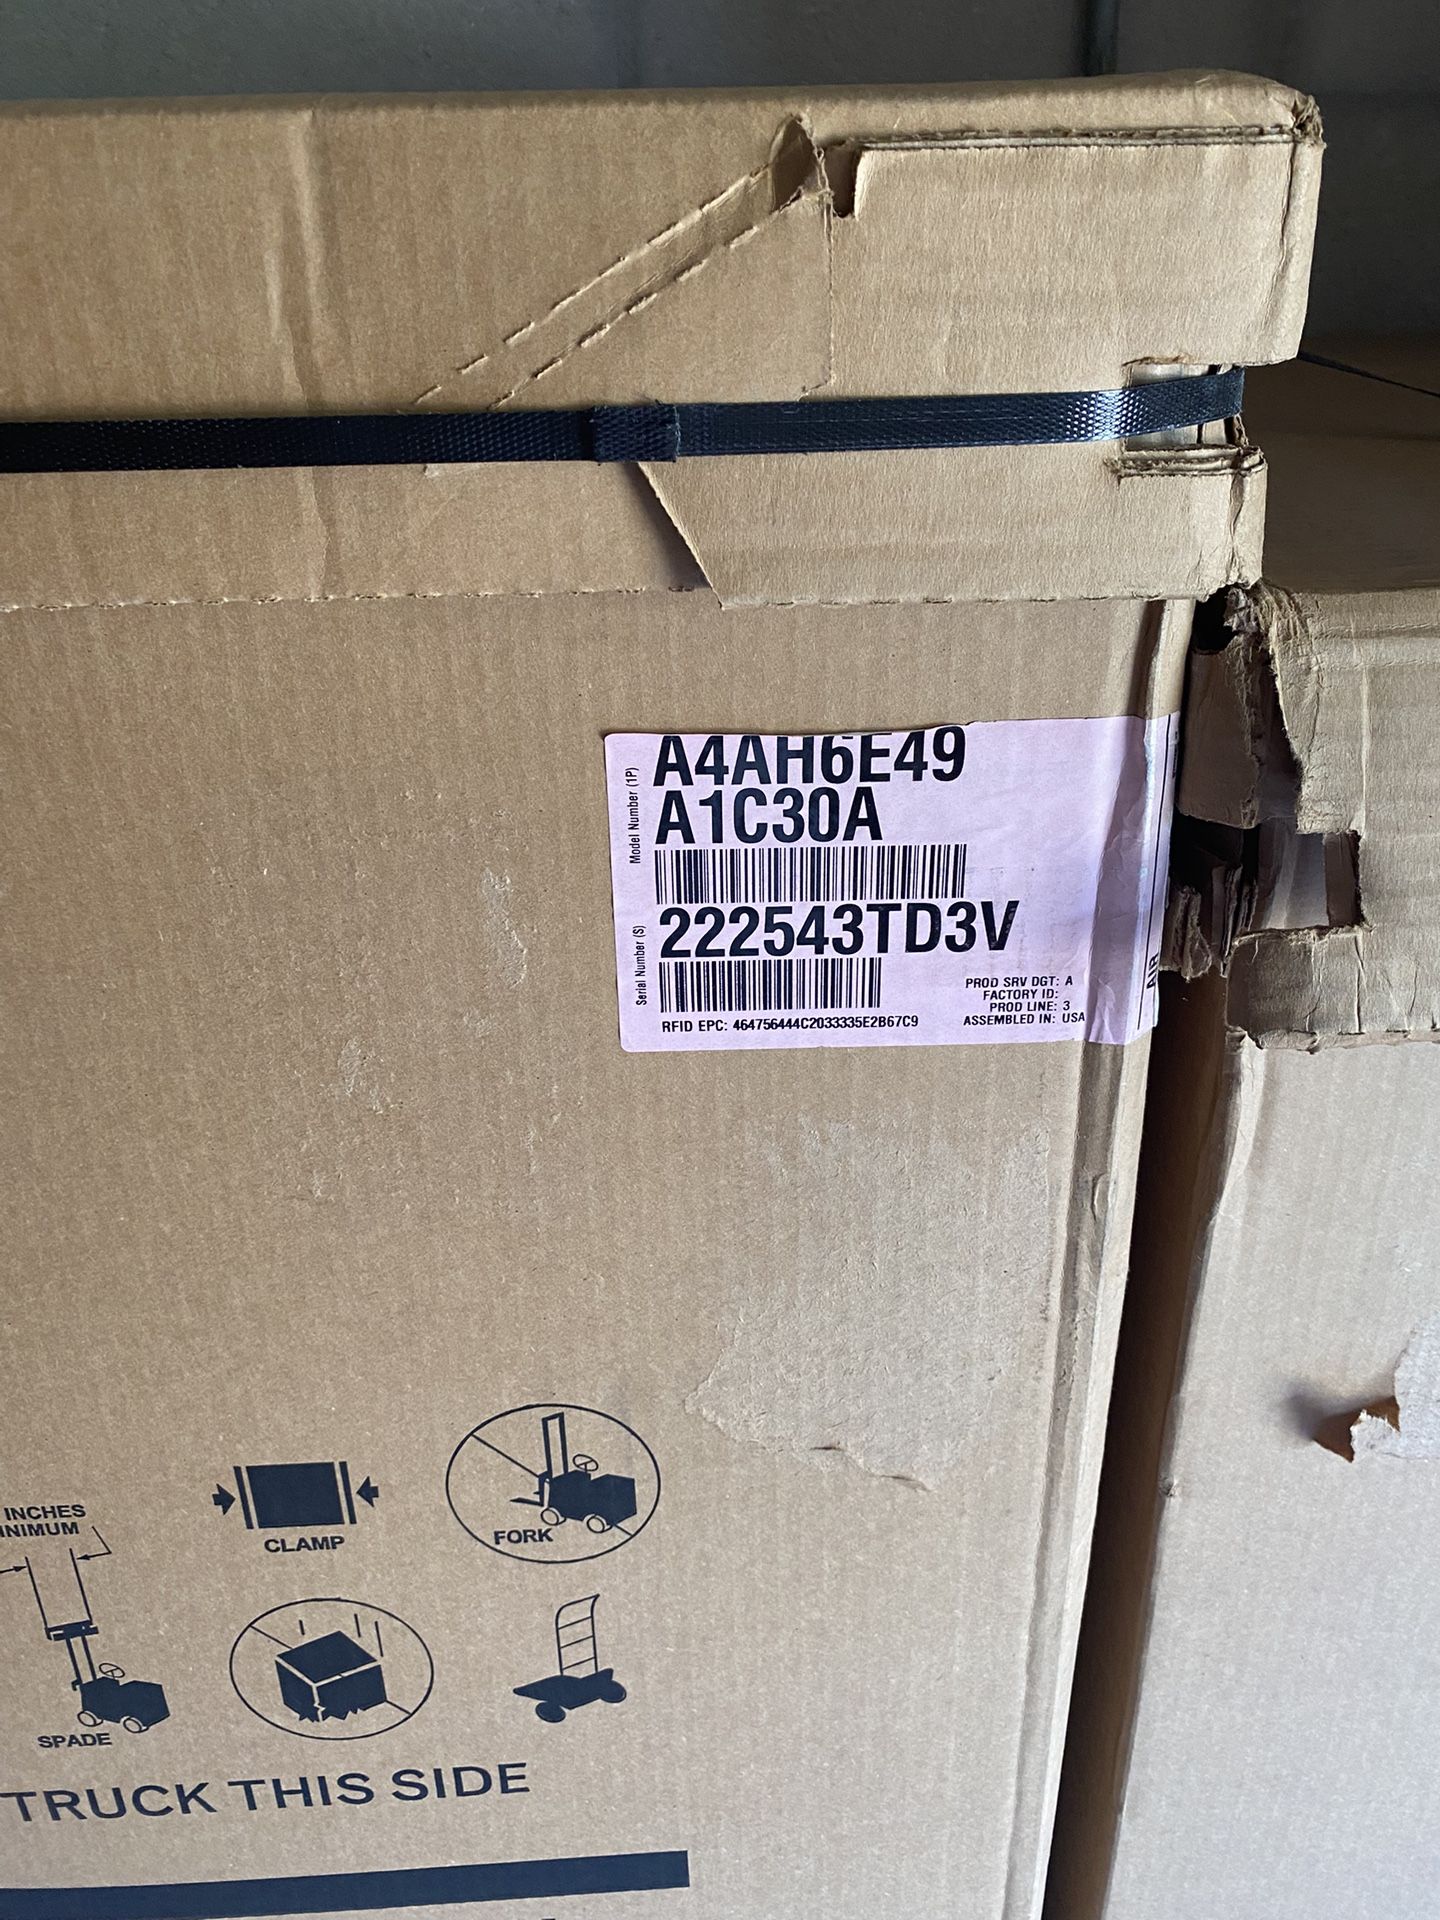 Model Number (1P)
A4AH6E49
A1C30A
Serial Number (S)
222543TD3V
PROD SRV DGT: A
FACTORY ID:
PROD LINE: 3
RFID EPC: 464756444C2033335E2B67C9
ASSEMBLED IN: USA
AIR
INCHES
CLAMP
FORK
SPADE
TRUCK THIS SIDE